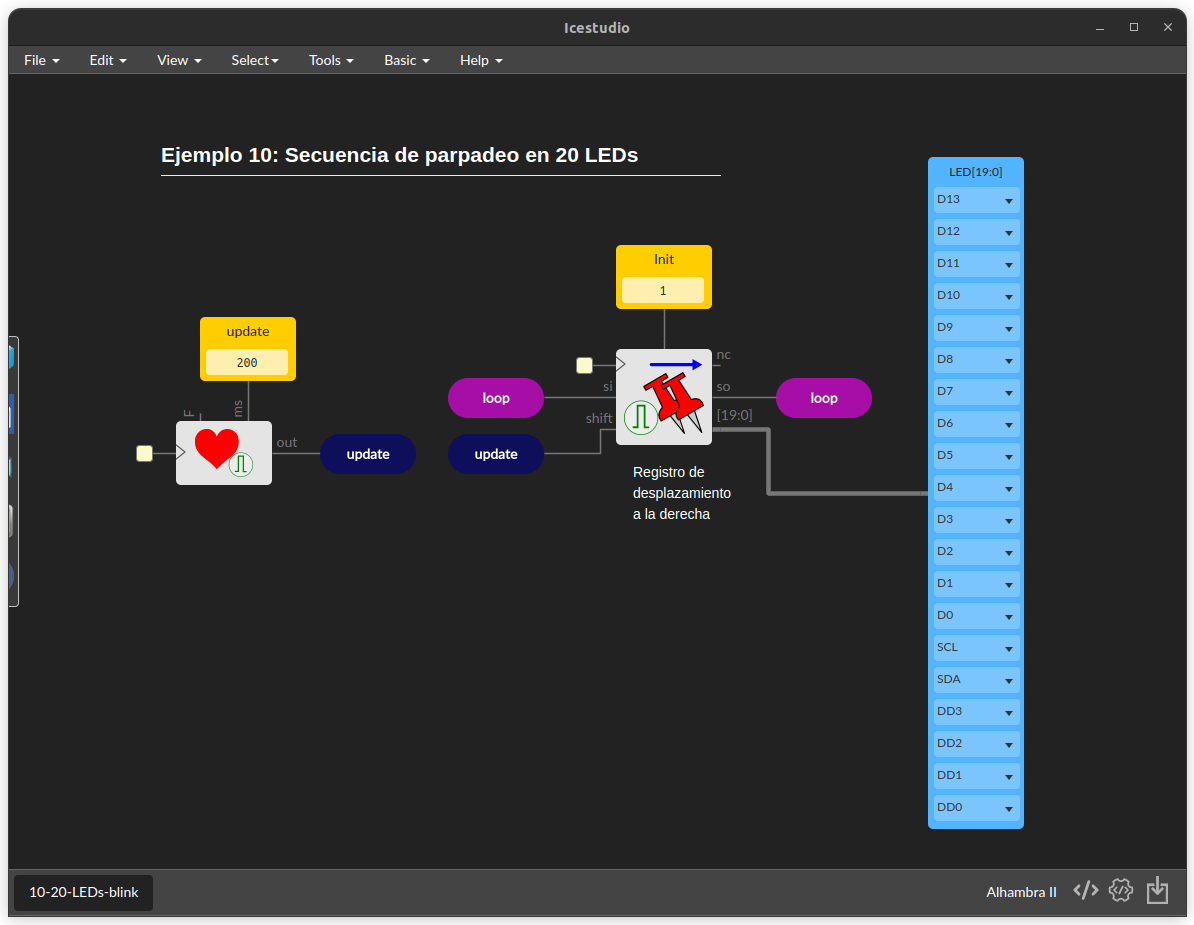 Icestudio
File Edit View Select Tools Basic Help
Ejemplo 10: Secuencia de parpadeo en 20 LEDs
update
200
F
ms
out
update
Init
1
nc
si
so
shift
[19:0]
loop
loop
update
Registro de
desplazamiento
a la derecha
LED[19:0]
D13
D12
D11
D10
D9
D8
D7
D6
D5
D4
D3
D2
D1
D0
SCL
SDA
DD3
DD2
DD1
DD0
10-20-LEDs-blink
Alhambra II